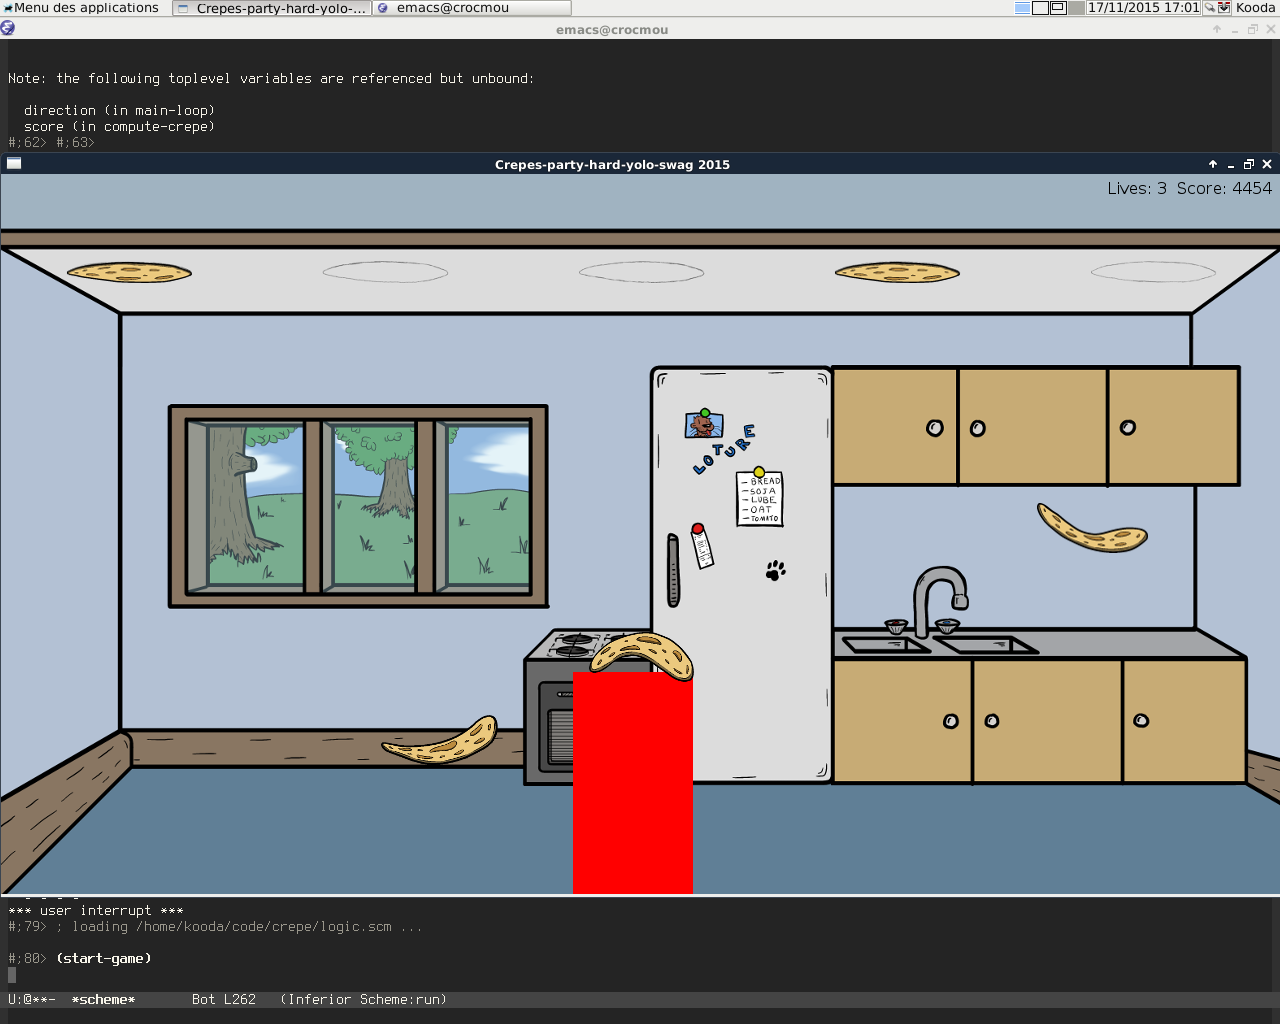 Menu des applications
Crepes-party-hard-yolo-...
emacs@crocmou
17/11/2015 17:01
Kooda
emacs@crocmou
Note: the following toplevel variables are referenced but unbound:
direction (in main-loop)
score (in compute-crepe)
#;62> #;63>
Crepes-party-hard-yolo-swag 2015
Lives: 3 Score: 4454
LOTURE
- BREAD
- SOJA
- LUBE
- OAT
- TOMATO
*** user interrupt ***
#;79> ; loading /home/kooda/code/crepe/logic.scm ...
#;80> (start-game)
U:@**- *scheme* Bot L262 (Inferior Scheme:run)